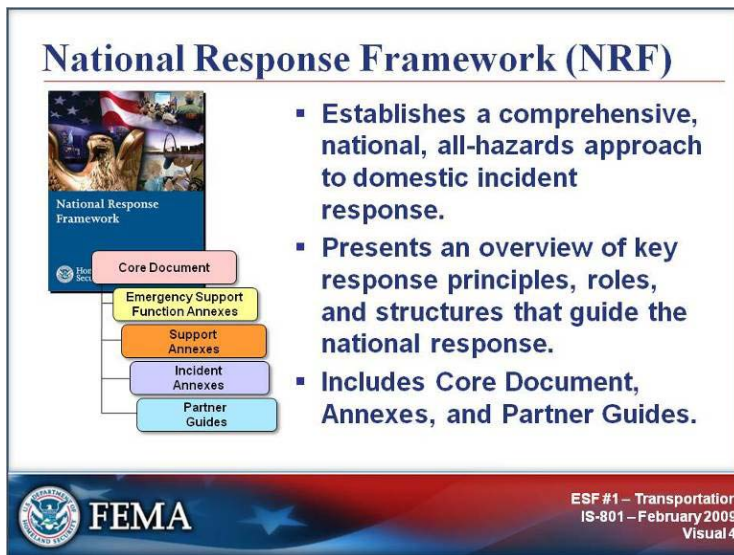 National Response Framework (NRF)
National Response
Framework
Core Document
Emergency Support
Function Annexes
Support
Annexes
Incident
Annexes
Partner
Guides
▪ Establishes a comprehensive,
national, all-hazards approach
to domestic incident
response.
▪ Presents an overview of key
response principles, roles,
and structures that guide the
national response.
▪ Includes Core Document,
Annexes, and Partner Guides.
FEMA
ESF #1 – Transportation
IS-801 – February 2009
Visual 4